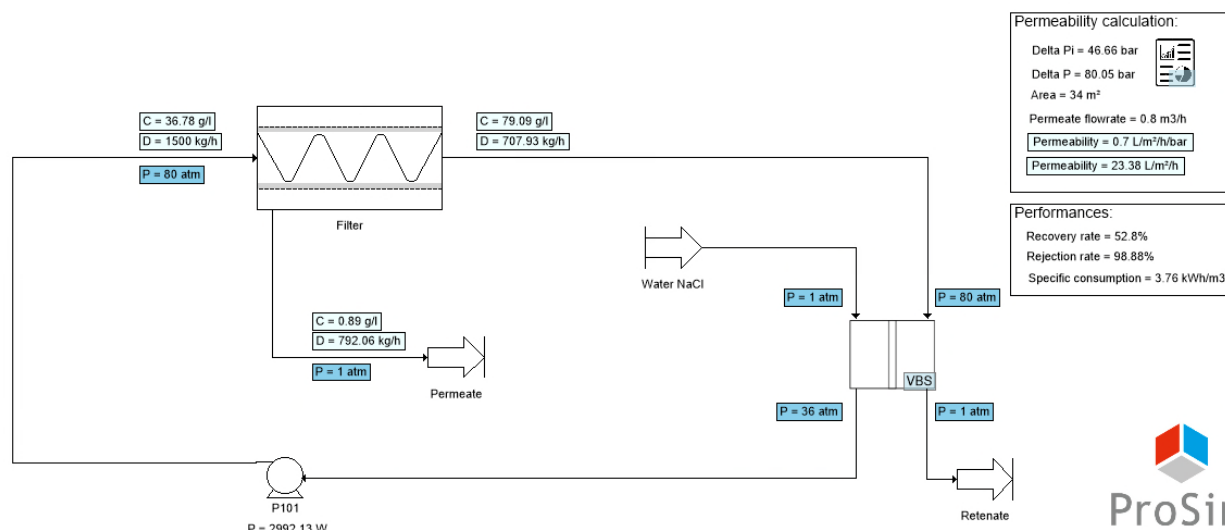 Permeability calculation:
Delta Pi = 46.66 bar
Delta P = 80.05 bar
Area = 34 m²
Permeate flowrate = 0.8 m3/h
Permeability = 0.7 L/m²/h/bar
Permeability = 23.38 L/m²/h
Performances:
Recovery rate = 52.8%
Rejection rate = 98.88%
Specific consumption = 3.76 kWh/m3
C = 36.78 g/l
D = 1500 kg/h
P = 80 atm
Filter
C = 79.09 g/l
D = 707.93 kg/h
Water NaCl
P = 1 atm
P = 80 atm
C = 0.89 g/l
D = 792.06 kg/h
P = 1 atm
Permeate
VBS
P = 36 atm
P = 1 atm
P101
P = 2992.13 W
Retenate
ProSim